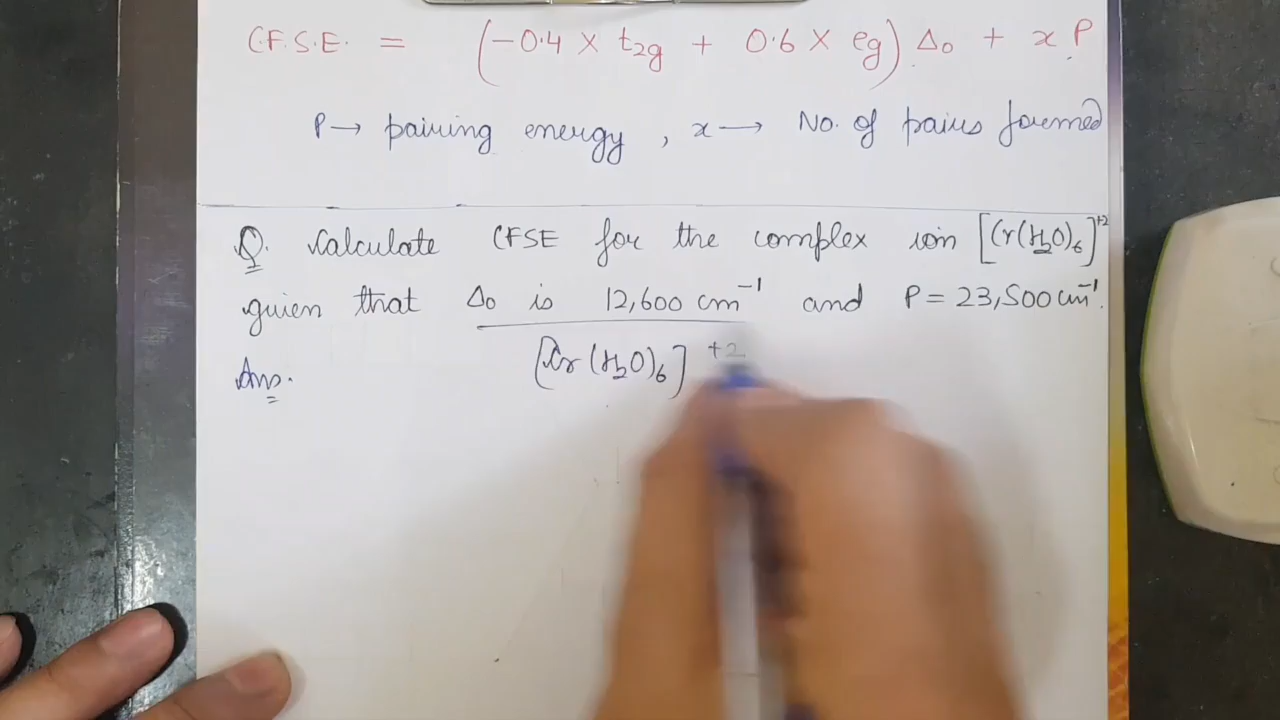 C.F.S.E. = (-0.4 × t₂g + 0.6 × eg) Δ₀ + x P
P → pairing energy, x → No. of pairs formed
Q. Calculate CFSE for the complex ion [Cr(H₂O)₆]⁺²
given that Δ₀ is 12,600 cm⁻¹ and P = 23,500 cm⁻¹.
Ans. [Cr(H₂O)₆]⁺²